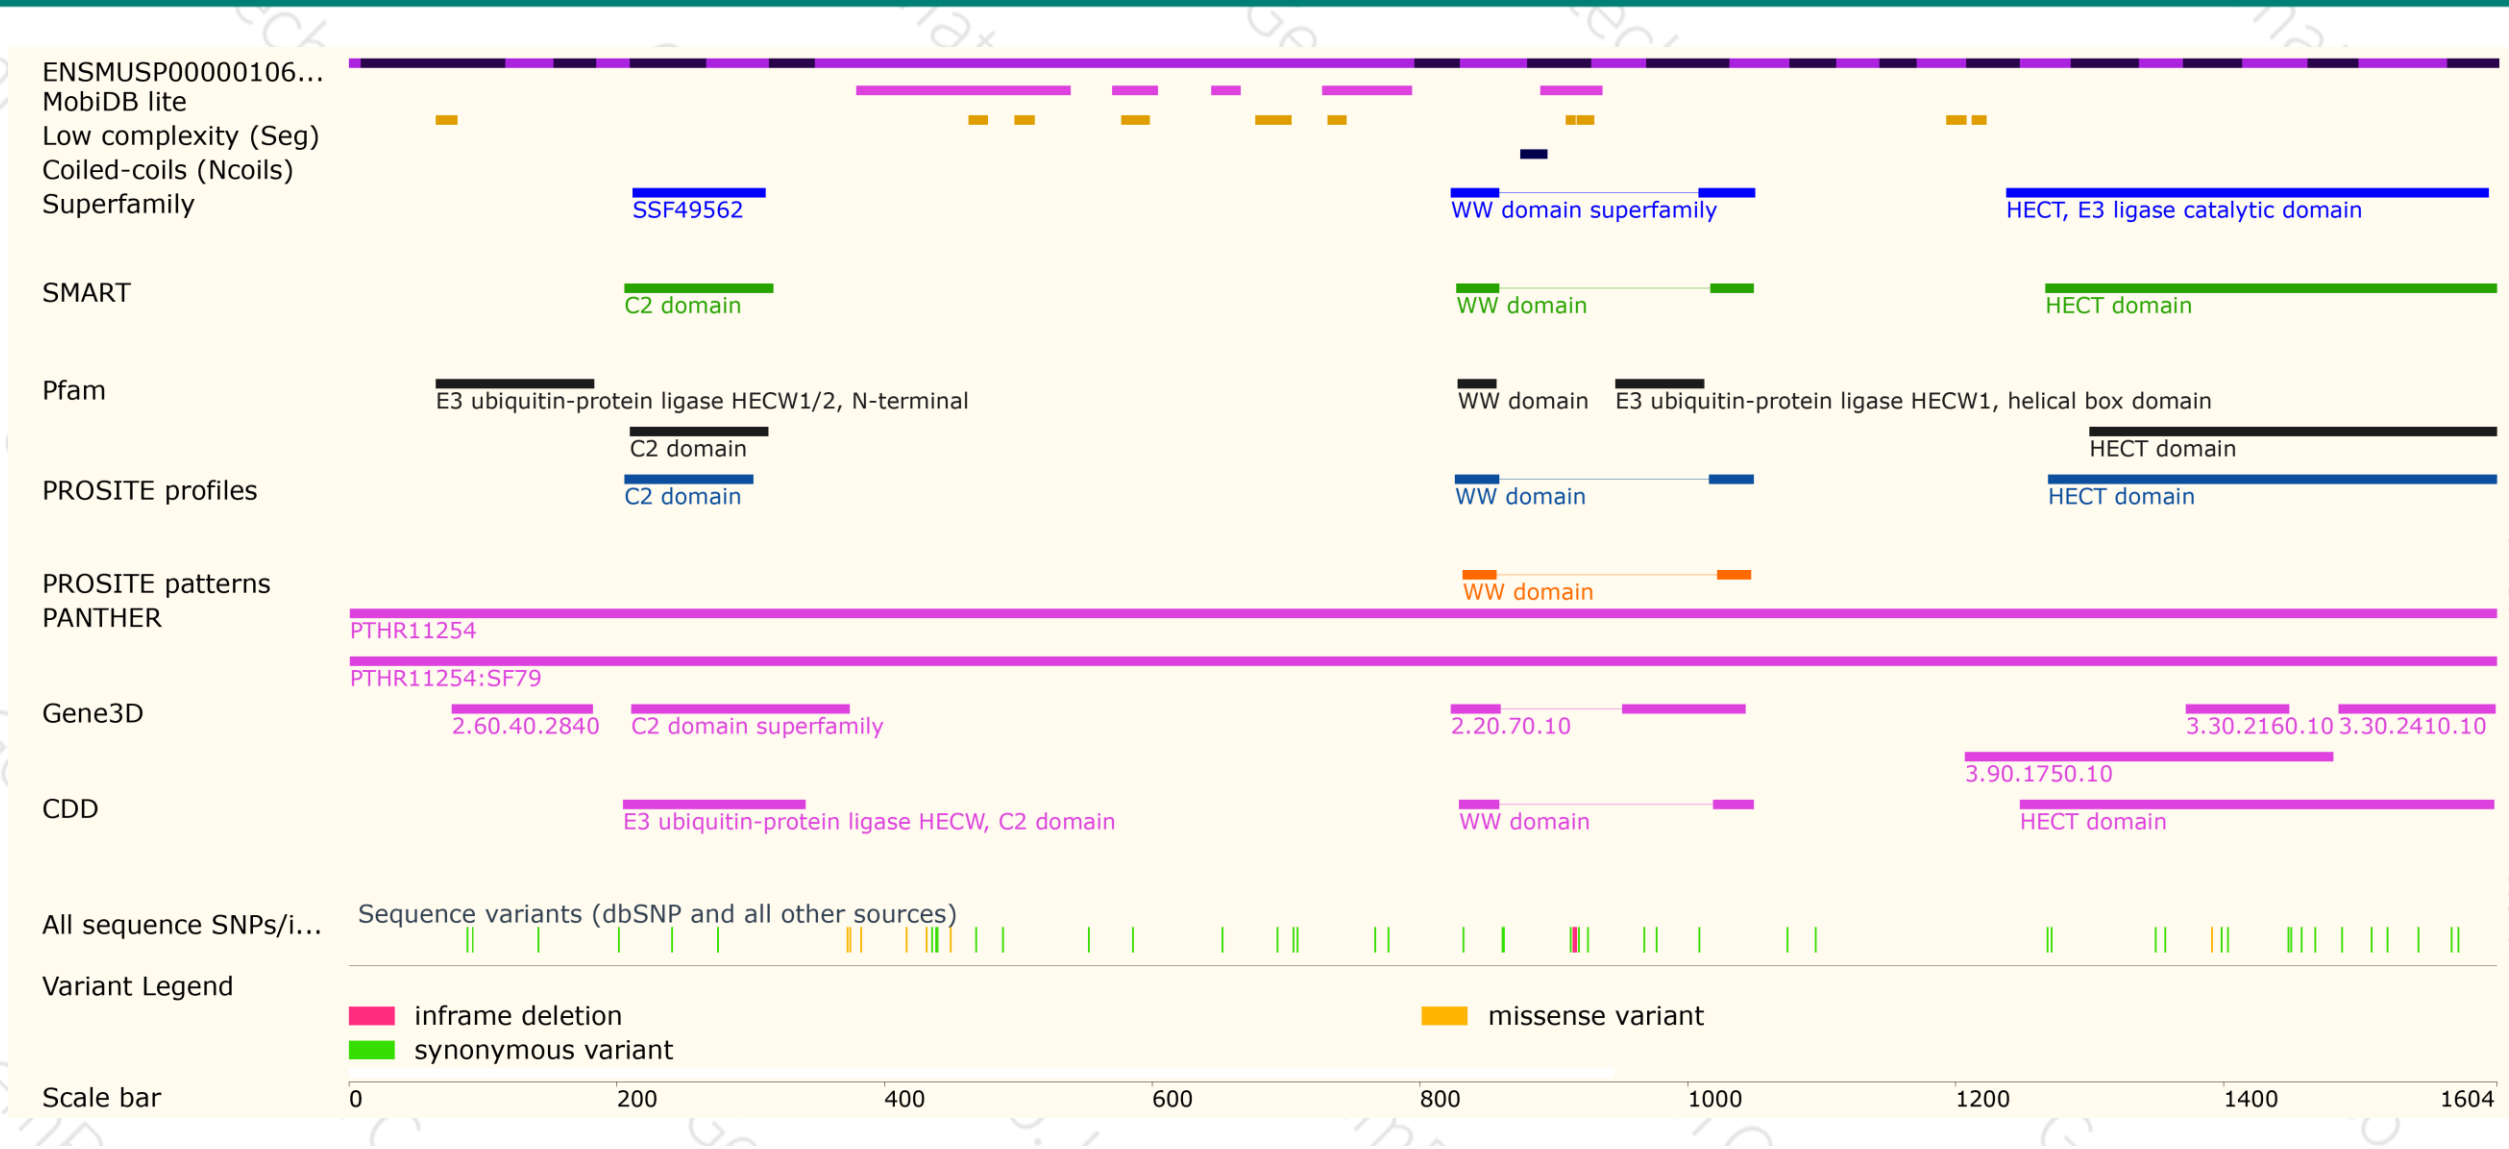 ENSMUSP00000106...
MobiDB lite
Low complexity (Seg)
Coiled-coils (Ncoils)
Superfamily
SSF49562 WW domain superfamily HECT, E3 ligase catalytic domain
SMART
C2 domain WW domain HECT domain
Pfam
E3 ubiquitin-protein ligase HECW1/2, N-terminal WW domain E3 ubiquitin-protein ligase HECW1, helical box domain
C2 domain HECT domain
PROSITE profiles
C2 domain WW domain HECT domain
PROSITE patterns
WW domain
PANTHER
PTHR11254
PTHR11254:SF79
Gene3D
2.60.40.2840 C2 domain superfamily 2.20.70.10 3.30.2160.10 3.30.2410.10
3.90.1750.10
CDD
E3 ubiquitin-protein ligase HECW, C2 domain WW domain HECT domain
Sequence variants (dbSNP and all other sources)
All sequence SNPs/i...
Variant Legend
inframe deletion missense variant
synonymous variant
Scale bar 0 200 400 600 800 1000 1200 1400 1604